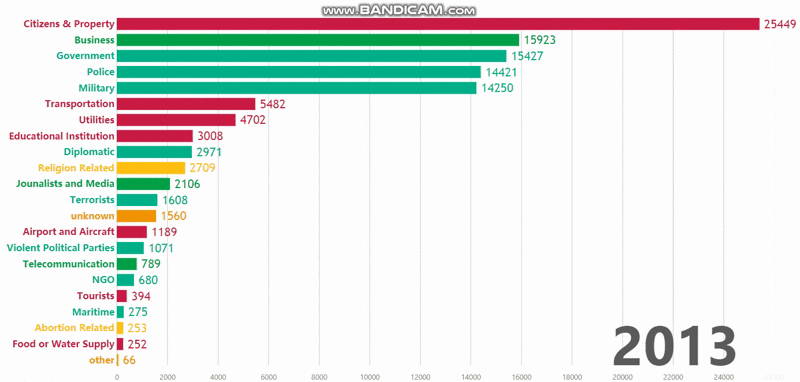 www.BANDICAM.com
Citizens & Property 25449
Business 15923
Government 15427
Police 14421
Military 14250
Transportation 5482
Utilities 4702
Educational Institution 3008
Diplomatic 2971
Religion Related 2709
Jounalists and Media 2106
Terrorists 1608
unknown 1560
Airport and Aircraft 1189
Violent Political Parties 1071
Telecommunication 789
NGO 680
Tourists 394
Maritime 275
Abortion Related 253
Food or Water Supply 252
other 66
2013
0 2000 4000 6000 8000 10000 12000 14000 16000 18000 20000 22000 24000